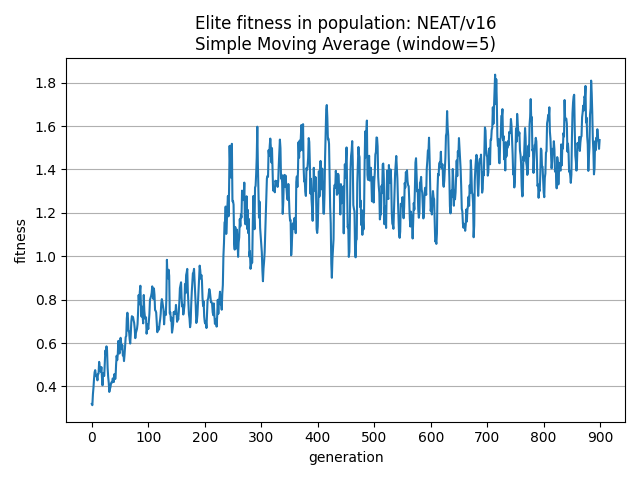 Elite fitness in population: NEAT/v16
Simple Moving Average (window=5)
fitness
1.8
1.6
1.4
1.2
1.0
0.8
0.6
0.4
0 100 200 300 400 500 600 700 800 900
generation